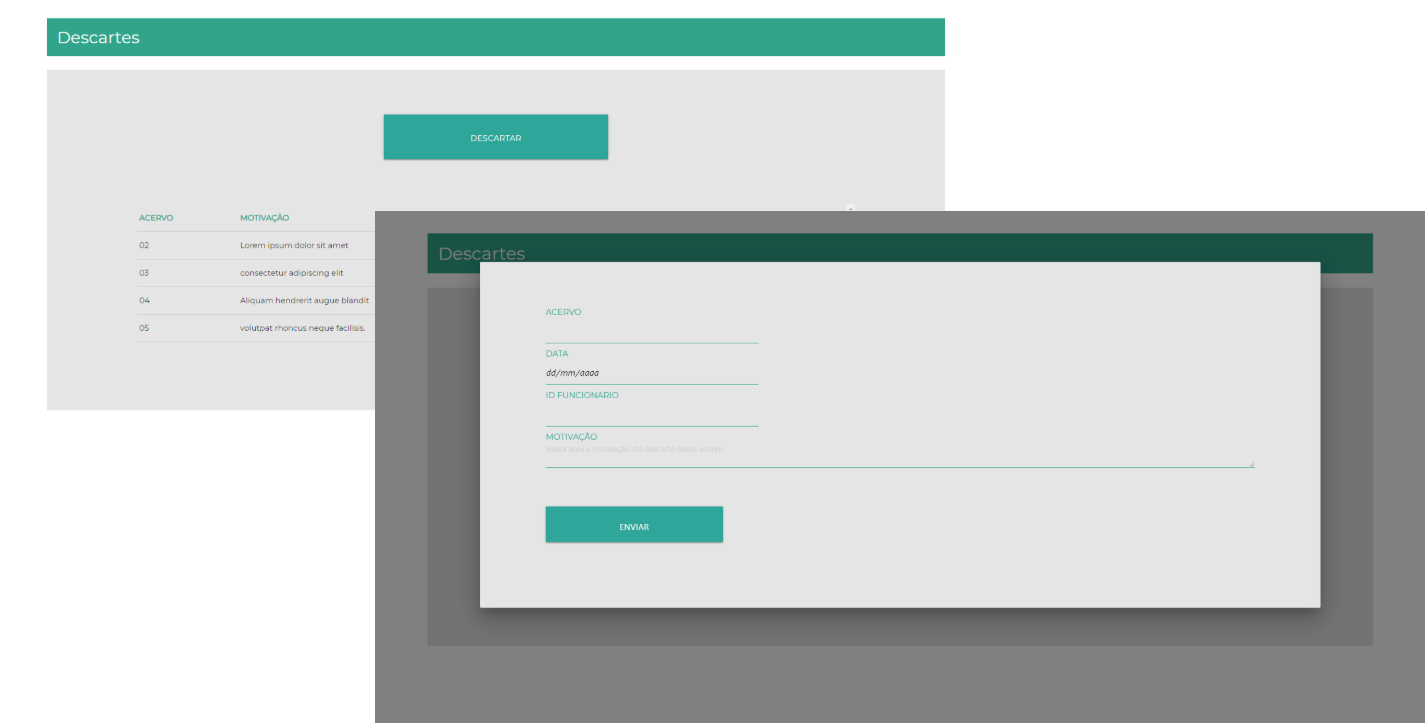 Descartes
DESCARTAR
ACERVO MOTIVAÇÃO
02 Lorem ipsum dolor sit amet
03 consectetur adipiscing elit
04 Aliquam hendrerit augue blandit
05 volutpat rhoncus neque facilisis.
Descartes
ACERVO
DATA
dd/mm/aaaa
ID FUNCIONARIO
MOTIVAÇÃO
aqui a motivação do descarte deste acervo
ENVIAR